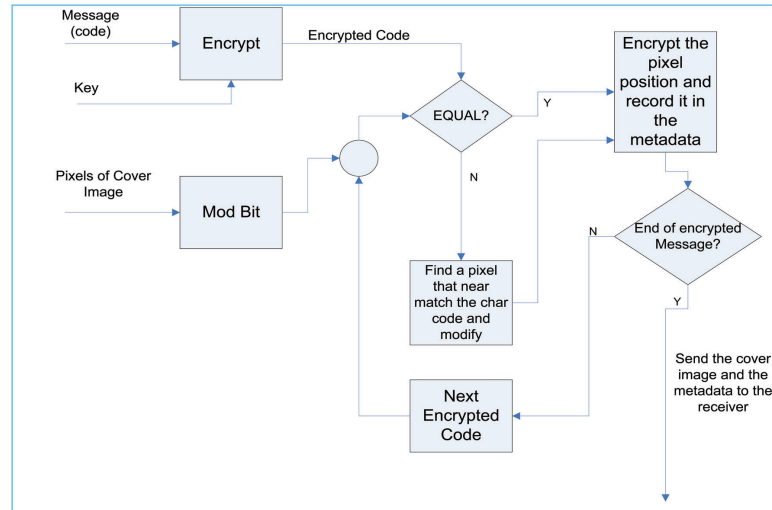 Message
(code)
Encrypt
Encrypted Code
Key
Encrypt the
pixel
position and
record it in
the
metadata
EQUAL?
Y
N
Pixels of Cover
Image
Mod Bit
End of encrypted
Message?
N
Y
Find a pixel
that near
match the char
code and
modify
Next
Encrypted
Code
Send the cover
image and the
metadata to the
receiver